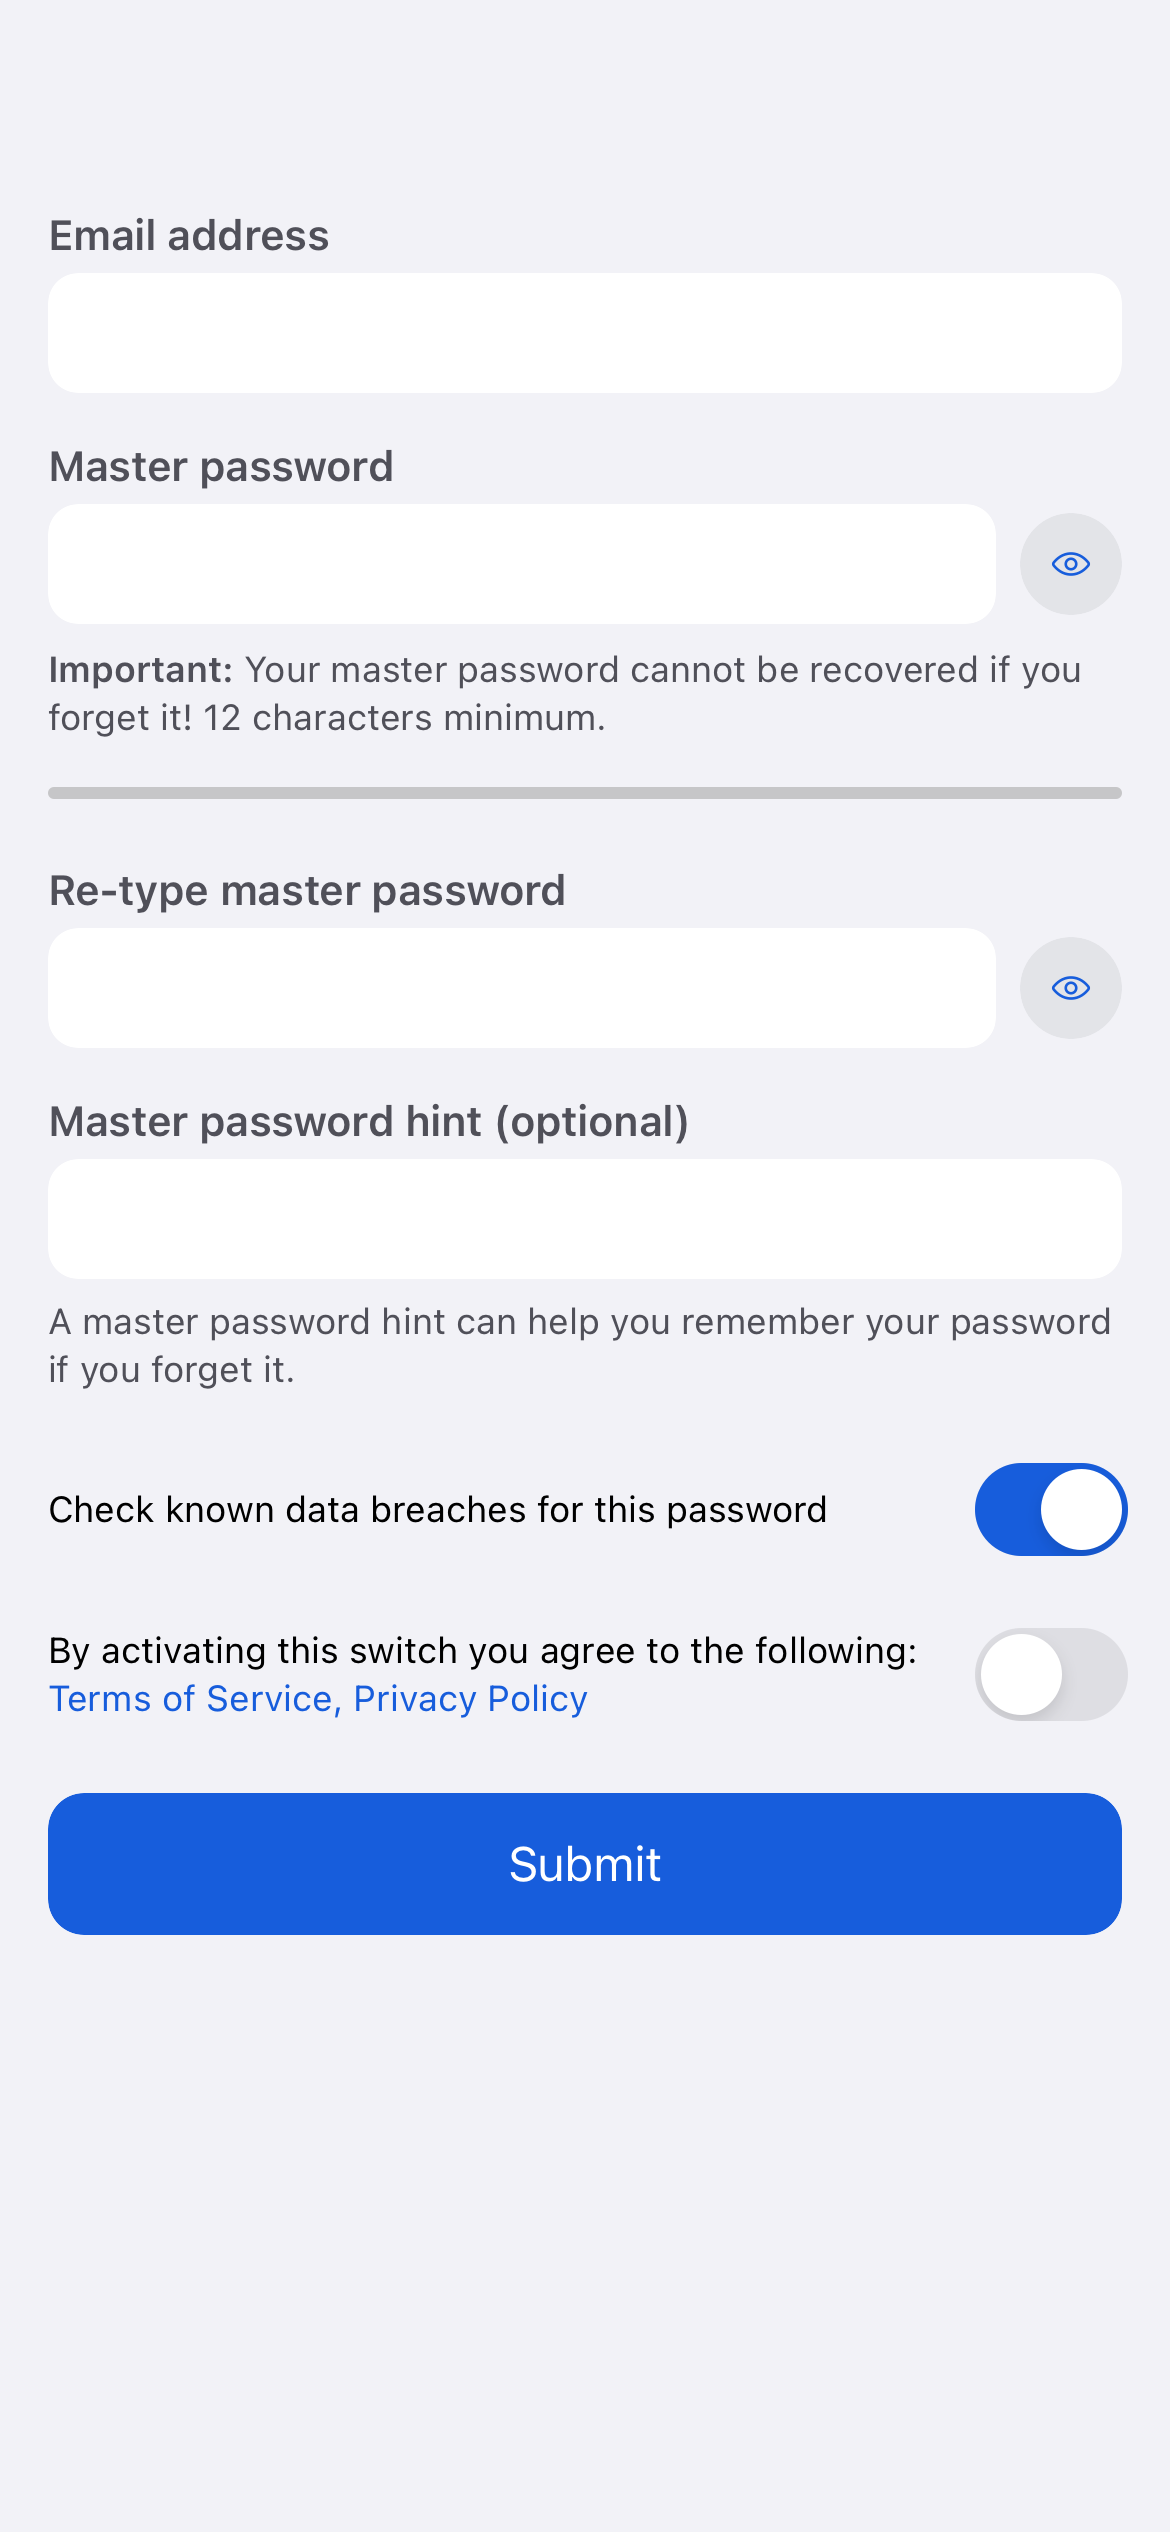 Email address
Master password
Important: Your master password cannot be recovered if you
forget it! 12 characters minimum.
Re-type master password
Master password hint (optional)
A master password hint can help you remember your password
if you forget it.
Check known data breaches for this password
By activating this switch you agree to the following:
Terms of Service, Privacy Policy
Submit